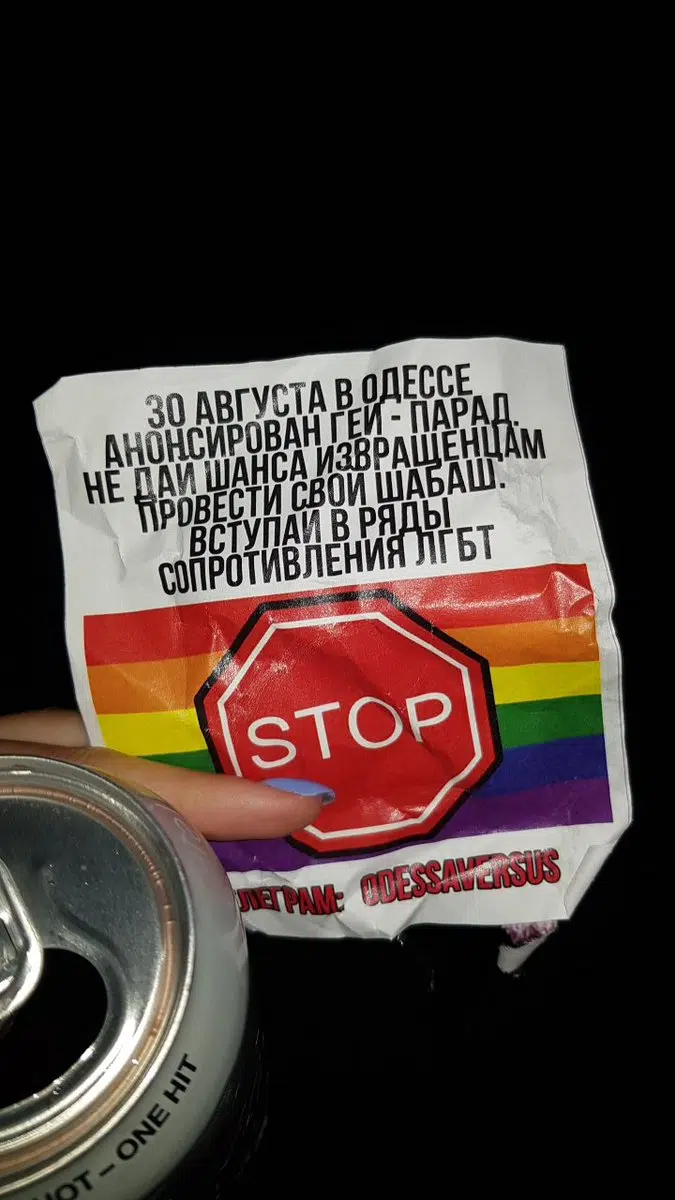 30 АВГУСТА В ОДЕССЕ
АНОНСИРОВАН ГЕЙ - ПАРАД.
НЕ ДАЙ ШАНСА ИЗВРАЩЕНЦАМ
ПРОВЕСТИ СВОЙ ШАБАШ.
ВСТУПАЙ В РЯДЫ
СОПРОТИВЛЕНИЯ ЛГБТ
STOP
ЛЕГРАМ: ODESSAVERSUS
HOT – ONE HIT